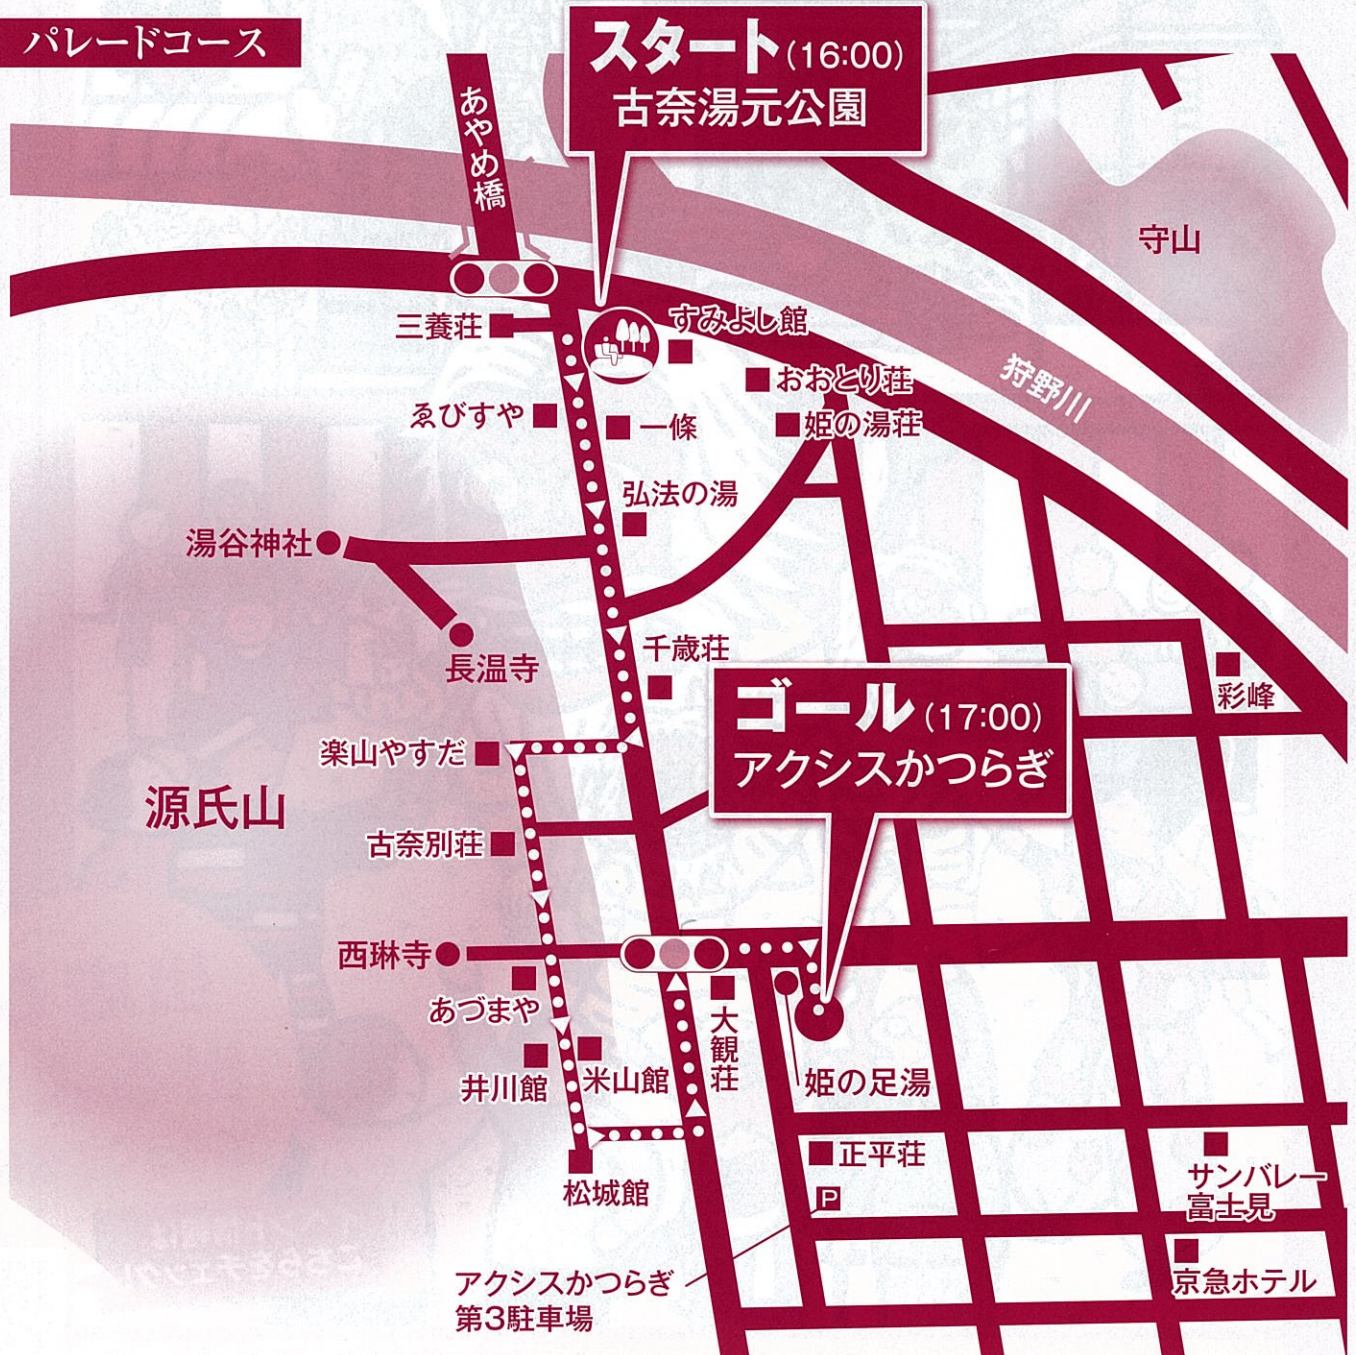 パレードコース
スタート(16:00)
古奈湯元公園
あやめ橋
守山
三養荘
すみよし館
おおとり荘
狩野川
ゑびすや
一條
姫の湯荘
弘法の湯
湯谷神社
長温寺
千歳荘
彩峰
ゴール(17:00)
アクシスかつらぎ
楽山やすだ
源氏山
古奈別荘
西琳寺
あづまや
大観荘
井川館
米山館
姫の足湯
正平荘
松城館
P
サンバレー
富士見
アクシスかつらぎ
第3駐車場
京急ホテル